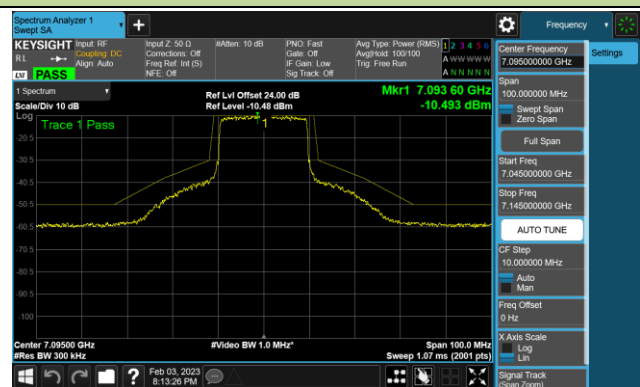 Spectrum Analyzer 1
Swept SA
Frequency
KEYSIGHT
RL
LW PASS
Input: RF
Coupling: DC
Align: Auto
Input Z: 50 Ω
Corrections: Off
Freq Ref: Int (S)
NFE: Off
#Atten: 10 dB
PNO: Fast
Gate: Off
IF Gain: Low
Sig Track: Off
Avg Type: Power (RMS)
Avg|Hold: 100/100
Trig: Free Run
1 2 3 4 5 6
A W W W W W
A N N N N N
1 Spectrum
Scale/Div 10 dB
Ref Lvl Offset 24.00 dB
Ref Level -10.48 dBm
Mkr1 7.093 60 GHz
-10.493 dBm
Log
Trace 1 Pass
1
-20.5
-30.5
-40.5
-50.5
-60.5
-70.5
-80.5
-90.5
-100
Center 7.09500 GHz
#Res BW 300 kHz
#Video BW 1.0 MHz*
Span 100.0 MHz
Sweep 1.07 ms (2001 pts)
Feb 03, 2023
8:13:26 PM
Center Frequency
7.095000000 GHz
Settings
Span
100.000000 MHz
Swept Span
Zero Span
Full Span
Start Freq
7.045000000 GHz
Stop Freq
7.145000000 GHz
AUTO TUNE
CF Step
10.000000 MHz
Auto
Man
Freq Offset
0 Hz
X Axis Scale
Log
Lin
Signal Track
(Span Zoom)